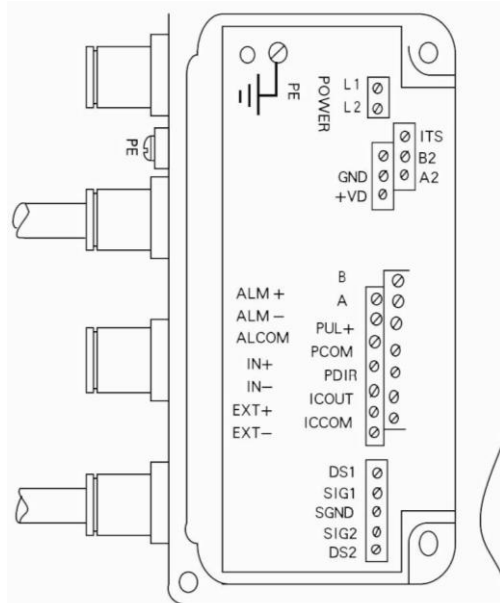 PE
POWER
L1
L2
PE
ITS
B2
GND
A2
+VD
B
ALM +
A
ALM −
PUL+
ALCOM
PCOM
IN+
PDIR
IN−
ICOUT
EXT+
ICCOM
EXT−
DS1
SIG1
SGND
SIG2
DS2